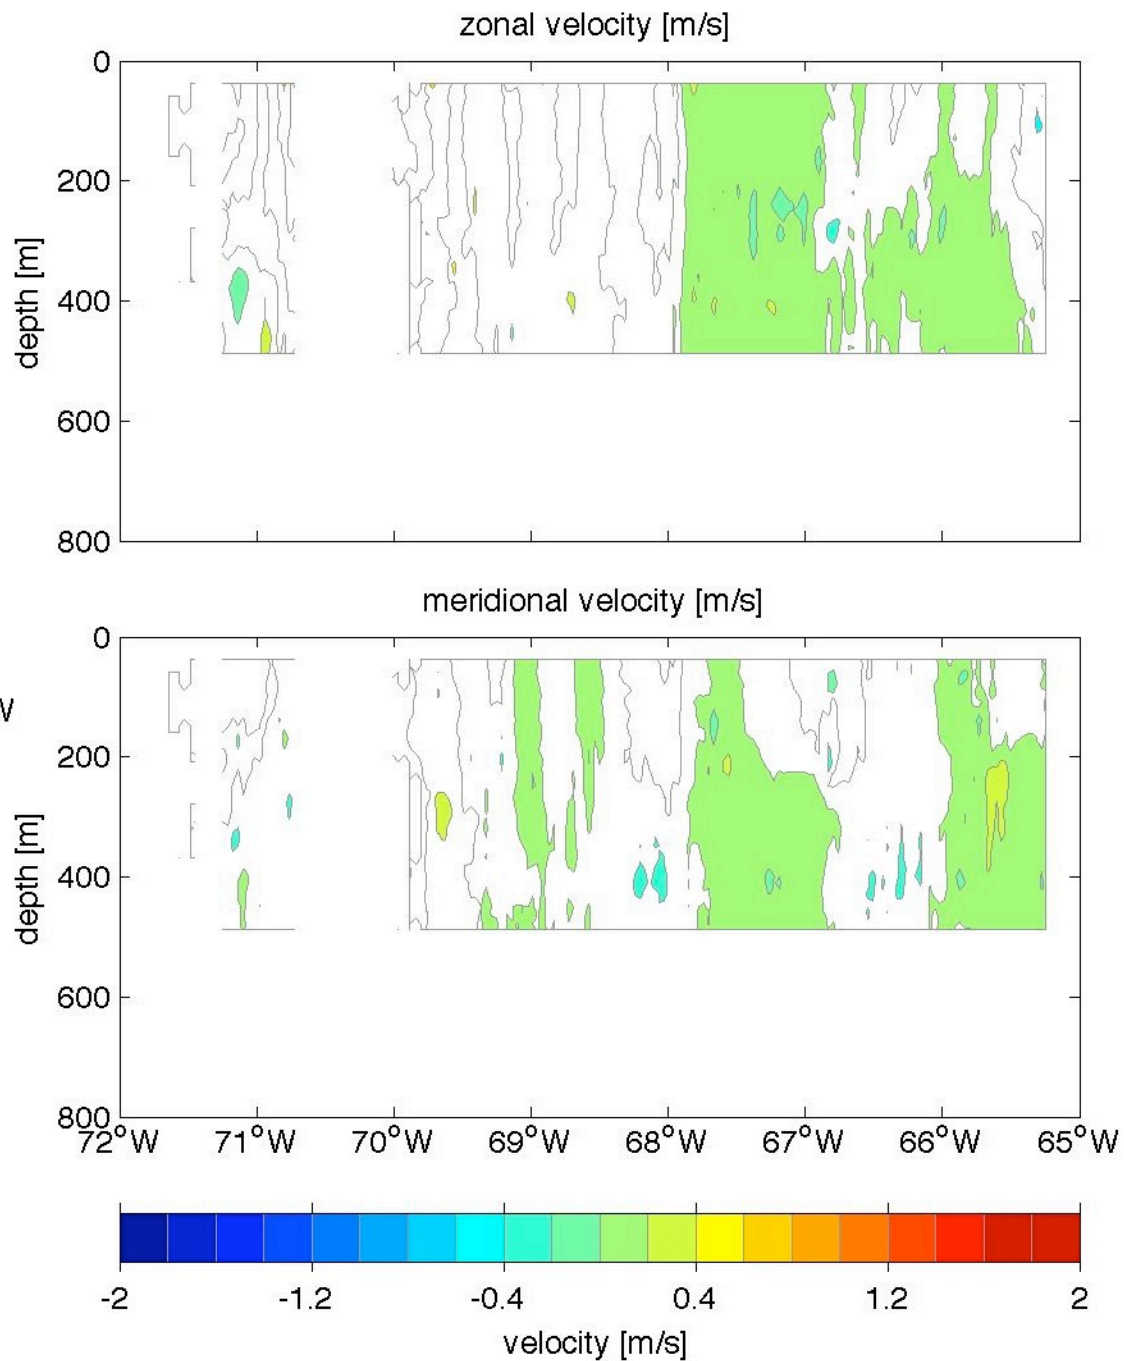 zonal velocity [m/s]
0
200
400
600
800
depth [m]
meridional velocity [m/s]
0
200
400
600
800
depth [m]
W
72°W 71°W 70°W 69°W 68°W 67°W 66°W 65°W
-2 -1.2 -0.4 0.4 1.2 2
velocity [m/s]